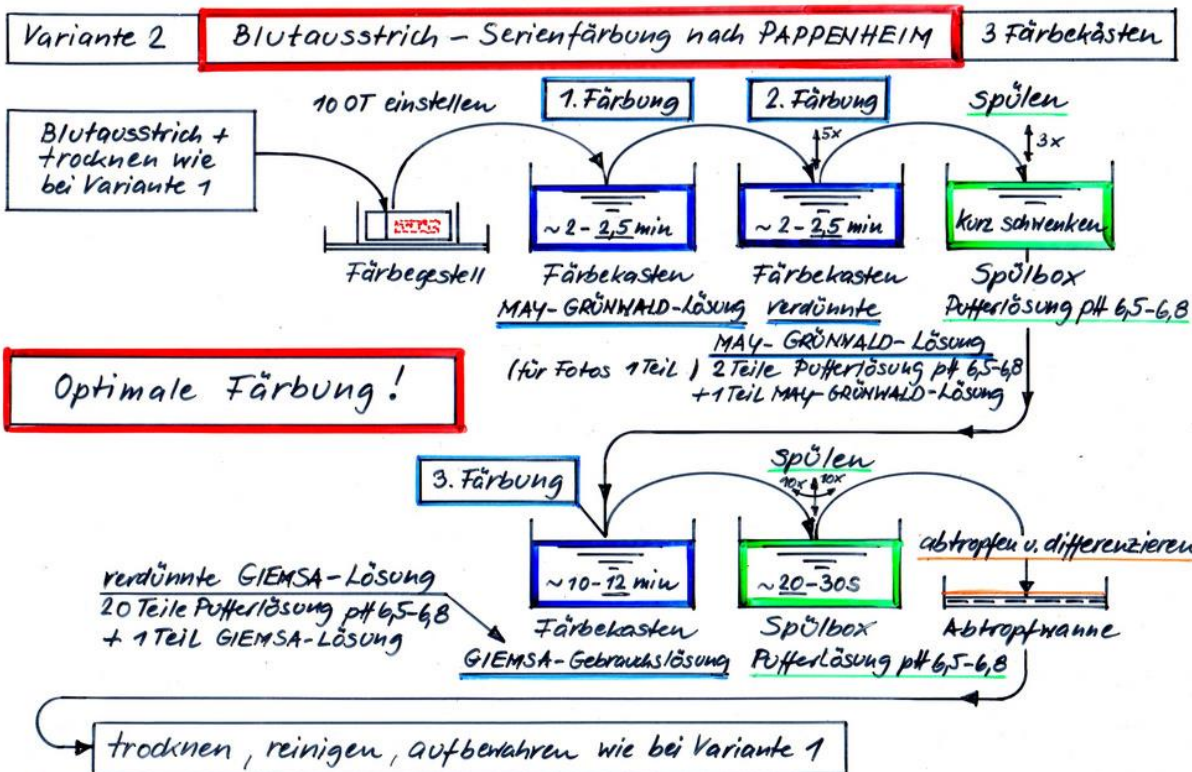 Variante 2
Blutausstrich – Serienfärbung nach PAPPENHEIM
3 Färbekästen
Blutausstrich +
trocknen wie
bei Variante 1
10 OT einstellen
Färbegestell
1. Färbung
~ 2 - 2,5 min
Färbekasten
MAY-GRÜNWALD-Lösung
2. Färbung
5x
~ 2 - 2,5 min
Färbekasten
verdünnte
MAY-GRÜNWALD-Lösung
(für Fotos 1 Teil) 2 Teile Pufferlösung pH 6,5-6,8
+ 1 Teil MAY-GRÜNWALD-Lösung
Spülen
3x
kurz schwenken
Spülbox
Pufferlösung pH 6,5-6,8
Optimale Färbung!
3. Färbung
~ 10 - 12 min
Färbekasten
GIEMSA-Gebrauchslösung
verdünnte GIEMSA-Lösung
20 Teile Pufferlösung pH 6,5-6,8
+ 1 Teil GIEMSA-Lösung
Spülen
10x 10x
~ 20-30s
Spülbox
Pufferlösung pH 6,5-6,8
abtropfen u. differenzieren
Abtropfwanne
trocknen, reinigen, aufbewahren wie bei Variante 1